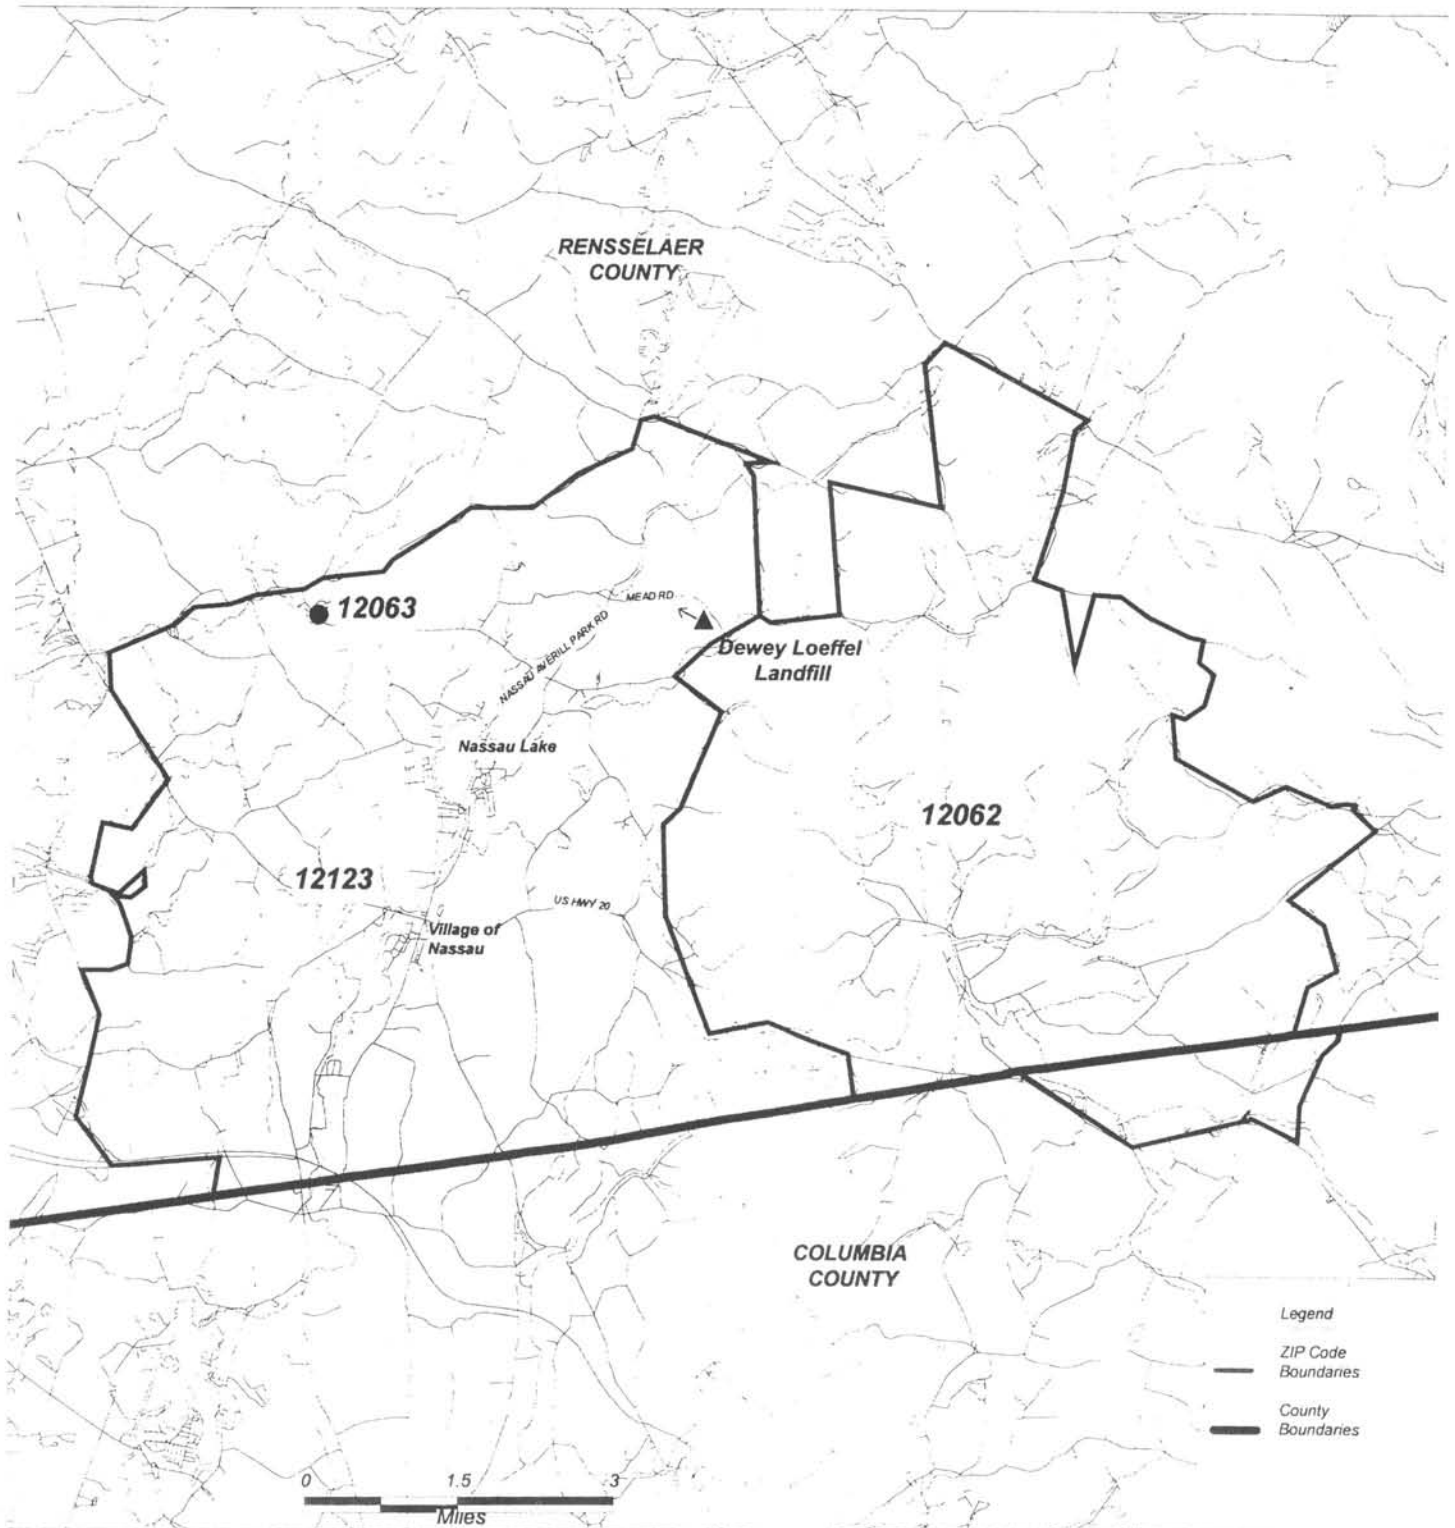 RENSSELAER
COUNTY
12063
MEAD RD
NASSAU AVERILL PARK RD
Dewey Loeffel
Landfill
Nassau Lake
12062
12123
US HWY 20
Village of
Nassau
COLUMBIA
COUNTY
Legend
ZIP Code
Boundaries
County
Boundaries
0 1.5 3
Miles